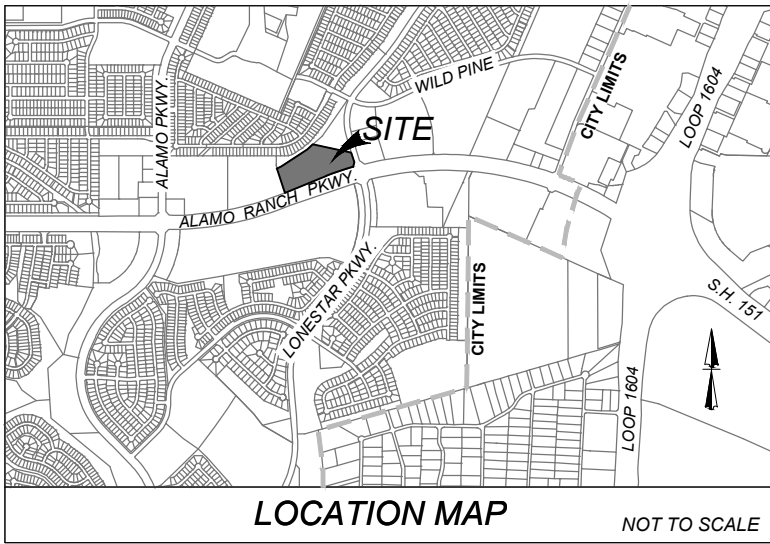 WILD PINE
CITY LIMITS
LOOP 1604
SITE
ALAMO PKWY.
ALAMO RANCH PKWY.
LONESTAR PKWY.
CITY LIMITS
S.H. 151
LOOP 1604
LOCATION MAP
NOT TO SCALE